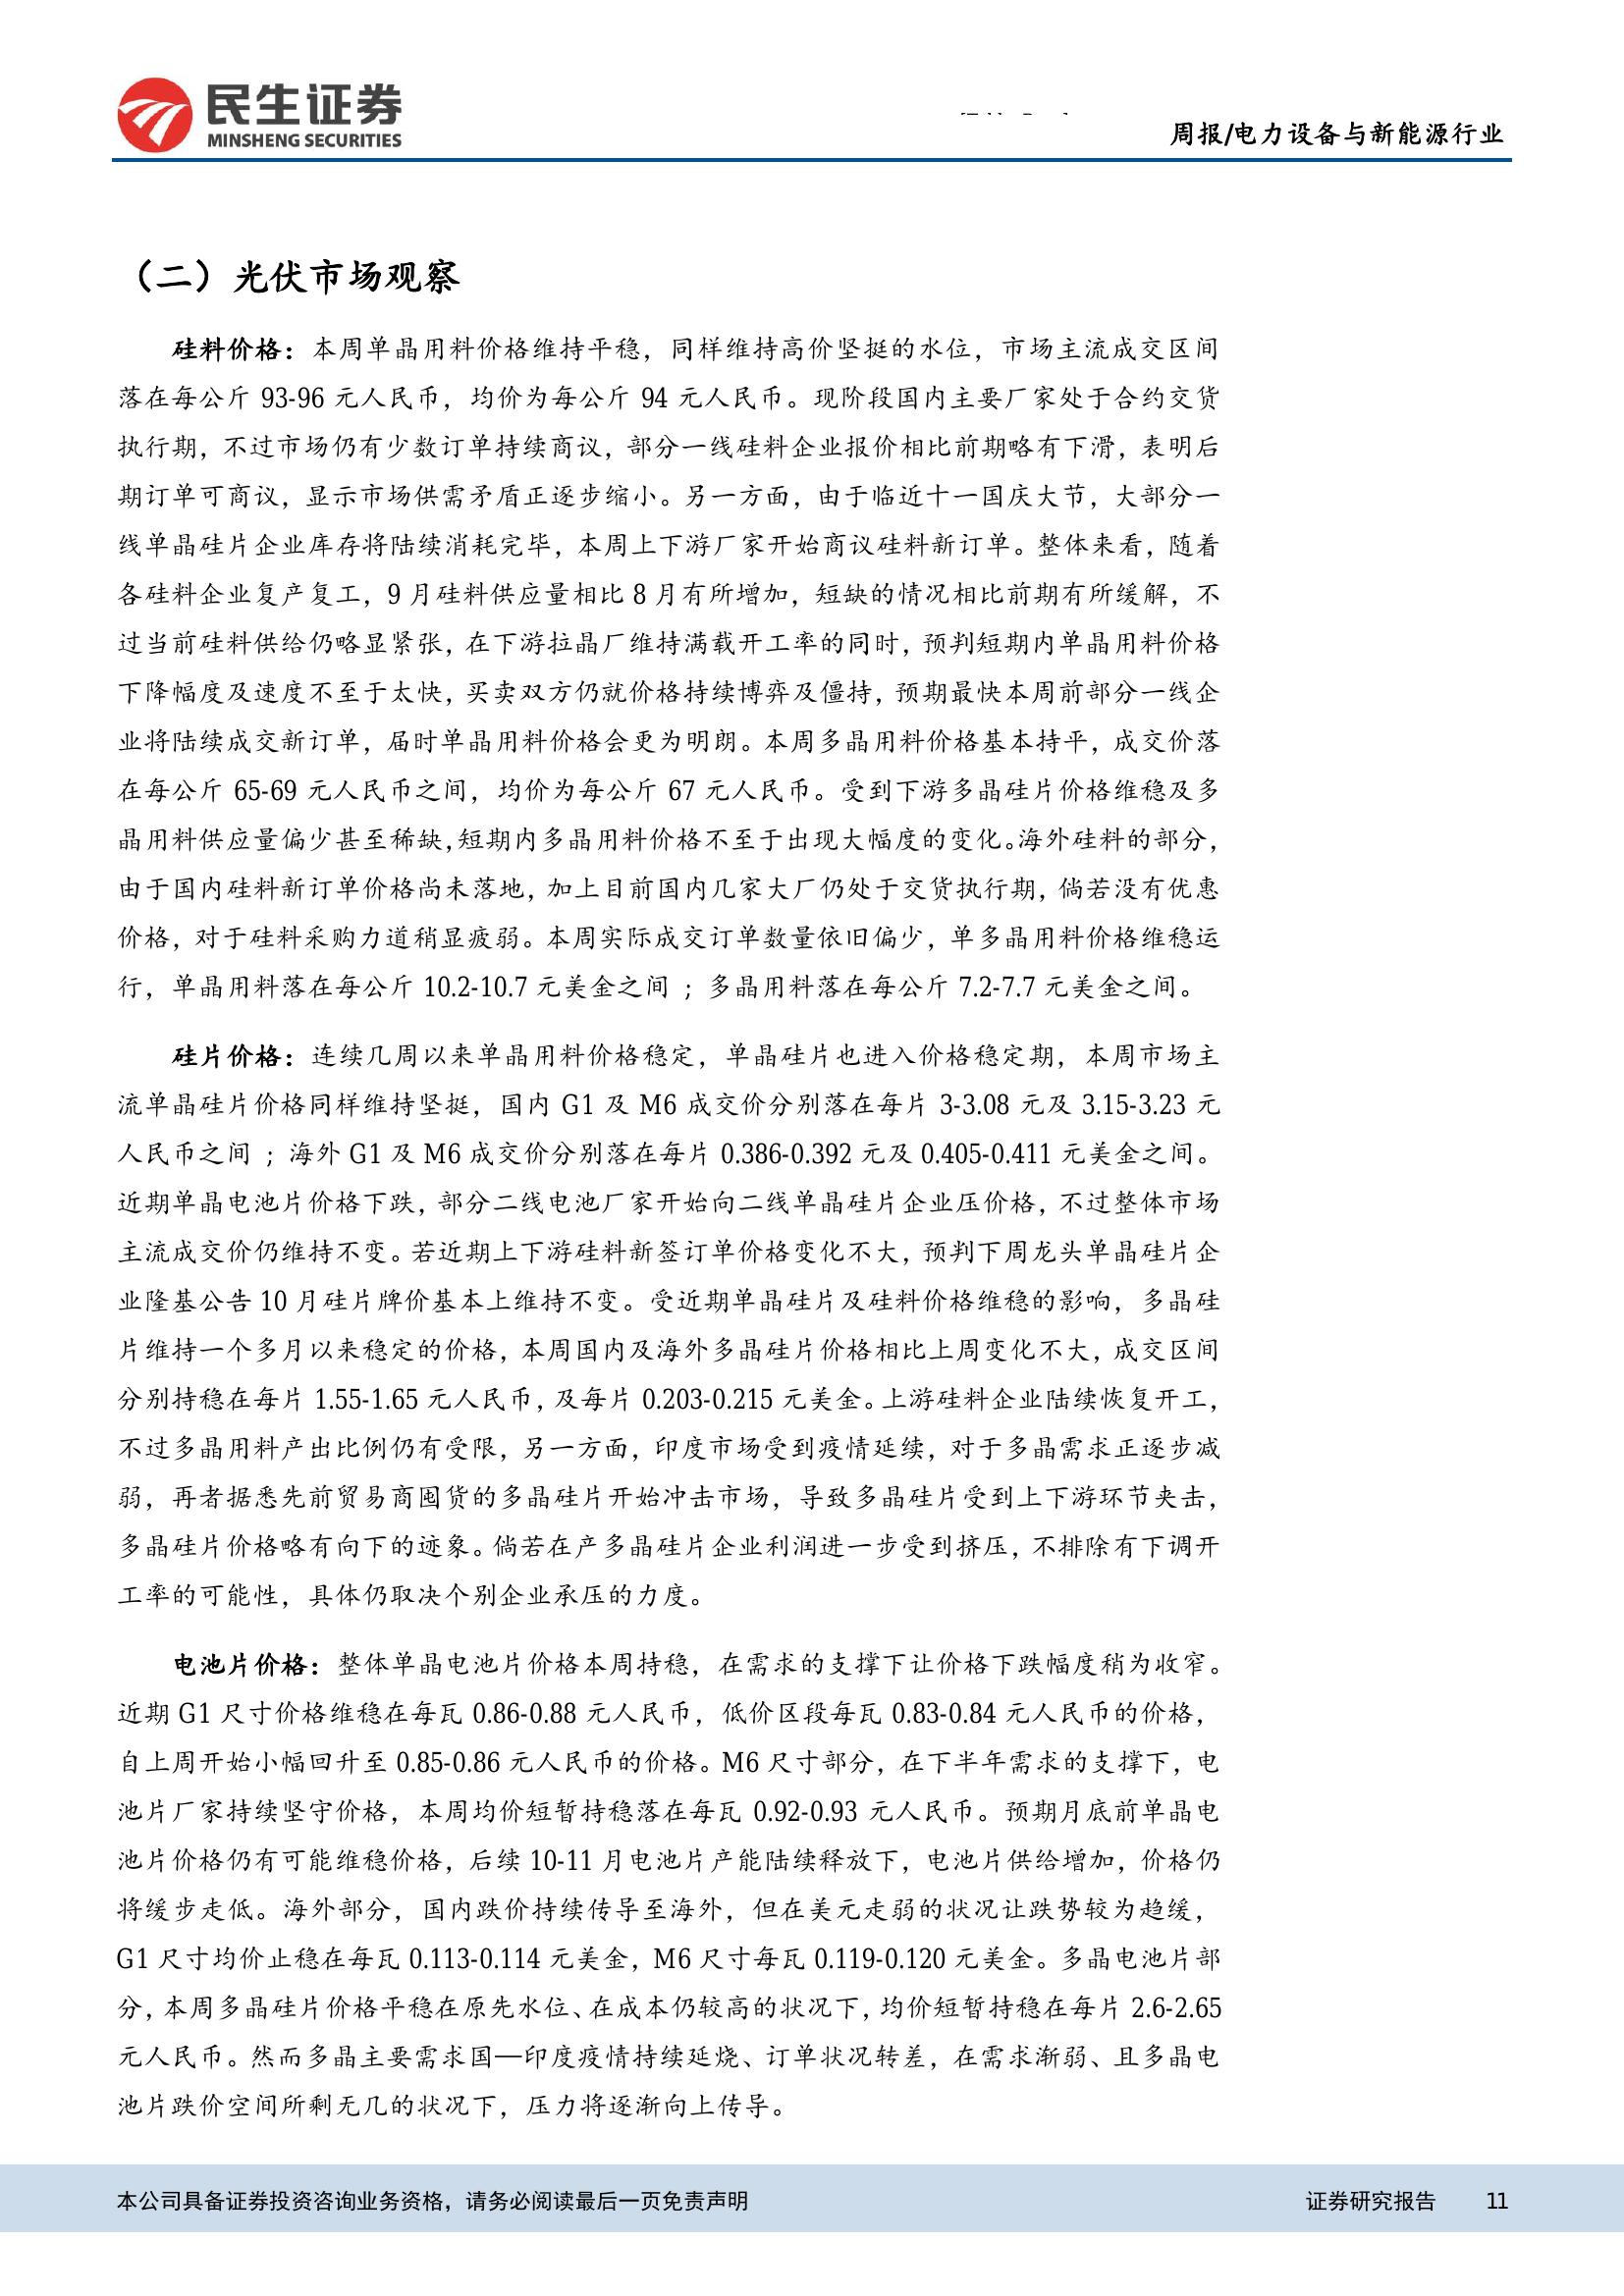 民生证券
MINSHENG SECURITIES
周报/电力设备与新能源行业
（二）光伏市场观察
硅料价格：本周单晶用料价格维持平稳，同样维持高价坚挺的水位，市场主流成交区间
落在每公斤 93-96 元人民币，均价为每公斤 94 元人民币。现阶段国内主要厂家处于合约交货
执行期，不过市场仍有少数订单持续商议，部分一线硅料企业报价相比前期略有下滑，表明后
期订单可商议，显示市场供需矛盾正逐步缩小。另一方面，由于临近十一国庆大节，大部分一
线单晶硅片企业库存将陆续消耗完毕，本周上下游厂家开始商议硅料新订单。整体来看，随着
各硅料企业复产复工，9 月硅料供应量相比 8 月有所增加，短缺的情况相比前期有所缓解，不
过当前硅料供给仍略显紧张，在下游拉晶厂维持满载开工率的同时，预判短期内单晶用料价格
下降幅度及速度不至于太快，买卖双方仍就价格持续博弈及僵持，预期最快本周前部分一线企
业将陆续成交新订单，届时单晶用料价格会更为明朗。本周多晶用料价格基本持平，成交价落
在每公斤 65-69 元人民币之间，均价为每公斤 67 元人民币。受到下游多晶硅片价格维稳及多
晶用料供应量偏少甚至稀缺，短期内多晶用料价格不至于出现大幅度的变化。海外硅料的部分，
由于国内硅料新订单价格尚未落地，加上目前国内几家大厂仍处于交货执行期，倘若没有优惠
价格，对于硅料采购力道稍显疲弱。本周实际成交订单数量依旧偏少，单多晶用料价格维稳运
行，单晶用料落在每公斤 10.2-10.7 元美金之间 ；多晶用料落在每公斤 7.2-7.7 元美金之间。
硅片价格：连续几周以来单晶用料价格稳定，单晶硅片也进入价格稳定期，本周市场主
流单晶硅片价格同样维持坚挺，国内 G1 及 M6 成交价分别落在每片 3-3.08 元及 3.15-3.23 元
人民币之间 ；海外 G1 及 M6 成交价分别落在每片 0.386-0.392 元及 0.405-0.411 元美金之间。
近期单晶电池片价格下跌，部分二线电池厂家开始向二线单晶硅片企业压价格，不过整体市场
主流成交价仍维持不变。若近期上下游硅料新签订单价格变化不大，预判下周龙头单晶硅片企
业隆基公告 10 月硅片牌价基本上维持不变。受近期单晶硅片及硅料价格维稳的影响，多晶硅
片维持一个多月以来稳定的价格，本周国内及海外多晶硅片价格相比上周变化不大，成交区间
分别持稳在每片 1.55-1.65 元人民币，及每片 0.203-0.215 元美金。上游硅料企业陆续恢复开工，
不过多晶用料产出比例仍有受限，另一方面，印度市场受到疫情延续，对于多晶需求正逐步减
弱，再者据悉先前贸易商囤货的多晶硅片开始冲击市场，导致多晶硅片受到上下游环节夹击，
多晶硅片价格略有向下的迹象。倘若在产多晶硅片企业利润进一步受到挤压，不排除有下调开
工率的可能性，具体仍取决个别企业承压的力度。
电池片价格：整体单晶电池片价格本周持稳，在需求的支撑下让价格下跌幅度稍为收窄。
近期 G1 尺寸价格维稳在每瓦 0.86-0.88 元人民币，低价区段每瓦 0.83-0.84 元人民币的价格，
自上周开始小幅回升至 0.85-0.86 元人民币的价格。M6 尺寸部分，在下半年需求的支撑下，电
池片厂家持续坚守价格，本周均价短暂持稳落在每瓦 0.92-0.93 元人民币。预期月底前单晶电
池片价格仍有可能维稳价格，后续 10-11 月电池片产能陆续释放下，电池片供给增加，价格仍
将缓步走低。海外部分，国内跌价持续传导至海外，但在美元走弱的状况让跌势较为趋缓，
G1 尺寸均价止稳在每瓦 0.113-0.114 元美金，M6 尺寸每瓦 0.119-0.120 元美金。多晶电池片部
分，本周多晶硅片价格平稳在原先水位、在成本仍较高的状况下，均价短暂持稳在每片 2.6-2.65
元人民币。然而多晶主要需求国—印度疫情持续延烧、订单状况转差，在需求渐弱、且多晶电
池片跌价空间所剩无几的状况下，压力将逐渐向上传导。
本公司具备证券投资咨询业务资格，请务必阅读最后一页免责声明
证券研究报告 11